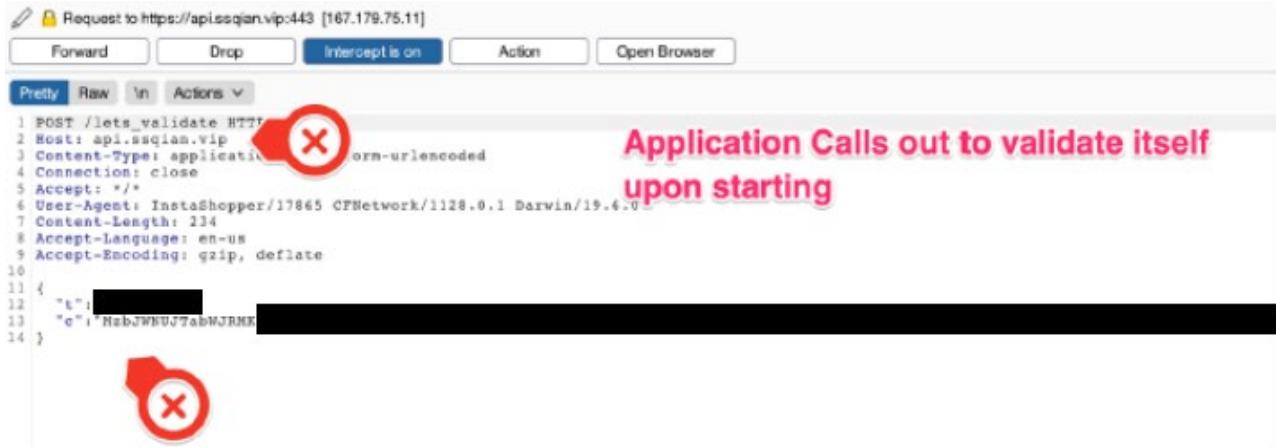 Request to https://api.ssqian.vip:443 [167.179.75.11]
Forward Drop Intercept is on Action Open Browser
Pretty Raw \n Actions
1 POST /lets_validate HTT
2 Host: api.ssqian.vip
3 Content-Type: applicati orm-urlencoded
4 Connection: close
5 Accept: */*
6 User-Agent: InstaShopper/17865 CFNetwork/1128.0.1 Darwin/19.6.0
7 Content-Length: 234
8 Accept-Language: en-us
9 Accept-Encoding: gzip, deflate
10
11 {
12 "t":
13 "c":
14 }
Application Calls out to validate itself
upon starting